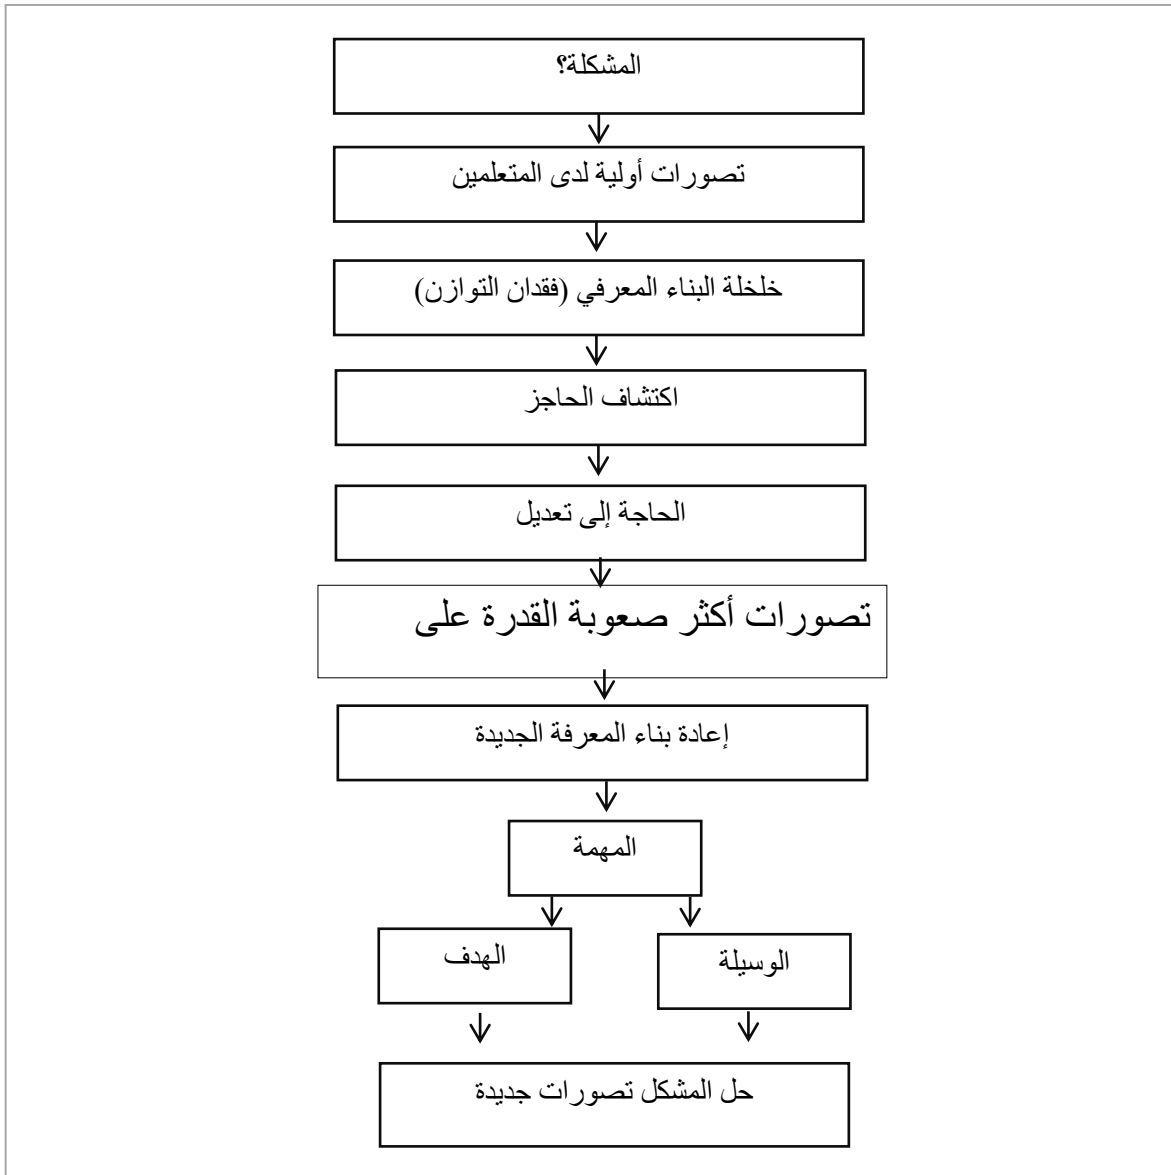 المشكلة؟
تصورات أولية لدى المتعلمين
خلخلة البناء المعرفي (فقدان التوازن)
اكتشاف الحاجز
الحاجة إلى تعديل
تصورات أكثر صعوبة القدرة على
إعادة بناء المعرفة الجديدة
المهمة
الوسيلة
الهدف
حل المشكل تصورات جديدة